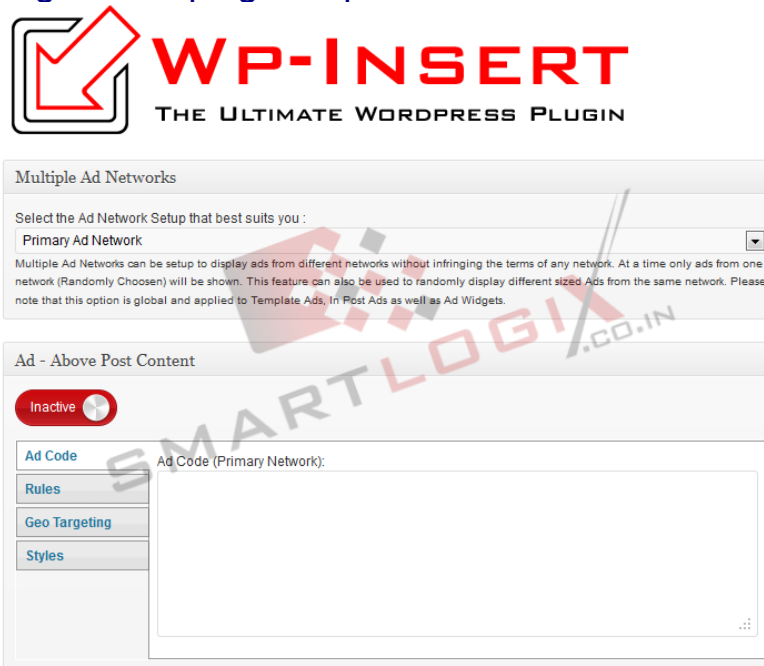 WP-INSERT
THE ULTIMATE WORDPRESS PLUGIN
Multiple Ad Networks
Select the Ad Network Setup that best suits you :
Primary Ad Network
Multiple Ad Networks can be setup to display ads from different networks without infringing the terms of any network. At a time only ads from one
network (Randomly Choosen) will be shown. This feature can also be used to randomly display different sized Ads from the same network. Please
note that this option is global and applied to Template Ads, In Post Ads as well as Ad Widgets.
SMARTLOGIX
.CO.IN
Ad - Above Post Content
Inactive
Ad Code
Ad Code (Primary Network):
Rules
Geo Targeting
Styles